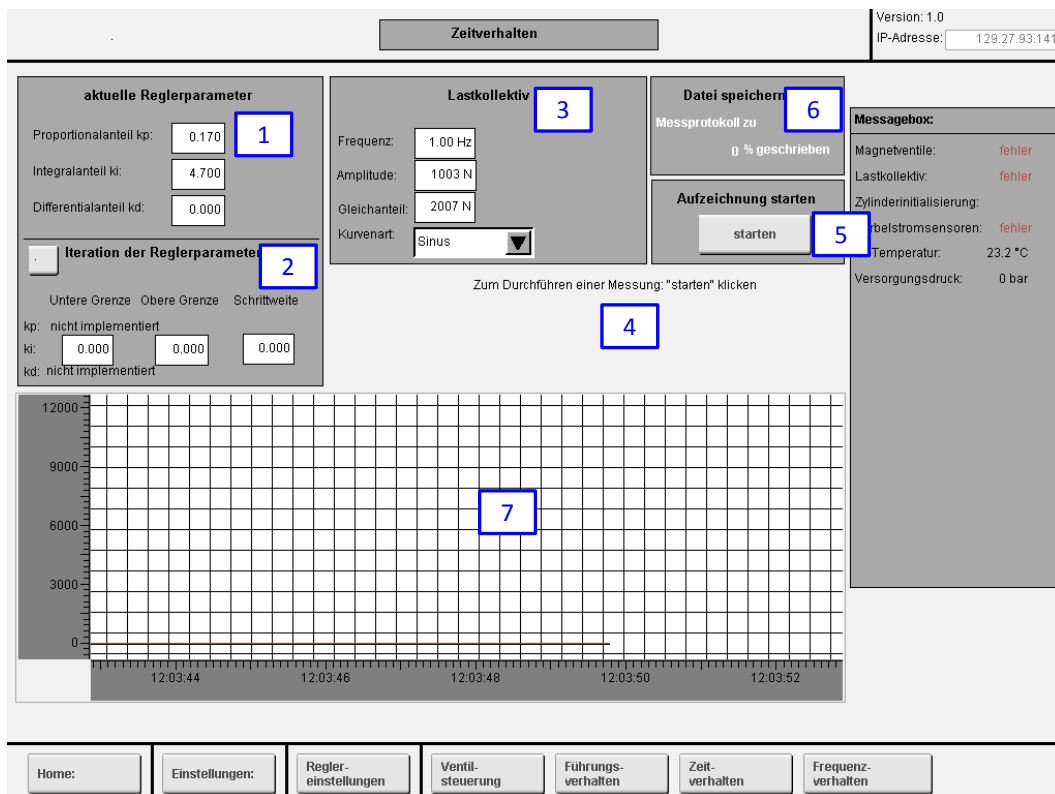 Version: 1.0
Zeitverhalten
IP-Adresse: 129.27.93.141
aktuelle Reglerparameter
Proportionalanteil kp: 0.170
1
Integralanteil ki: 4.700
Differentialanteil kd: 0.000
Iteration der Reglerparameter
2
Untere Grenze Obere Grenze Schrittweite
kp: nicht implementiert
ki: 0.000 0.000 0.000
kd: nicht implementiert
Lastkollektiv
3
Frequenz: 1.00 Hz
Amplitude: 1003 N
Gleichanteil: 2007 N
Kurvenart: Sinus
Datei speichern
6
Messprotokoll zu
0 % geschrieben
Aufzeichnung starten
starten
5
Zum Durchführen einer Messung: "starten" klicken
4
Messagebox:
Magnetventile: fehler
Lastkollektiv: fehler
Zylinderinitialisierung:
rbelstromsensoren: fehler
Temperatur: 23.2 °C
Versorgungsdruck: 0 bar
12000
9000
6000
3000
0
7
12:03:44 12:03:46 12:03:48 12:03:50 12:03:52
Home:
Einstellungen:
Regler-
einstellungen
Ventil-
steuerung
Führungs-
verhalten
Zeit-
verhalten
Frequenz-
verhalten